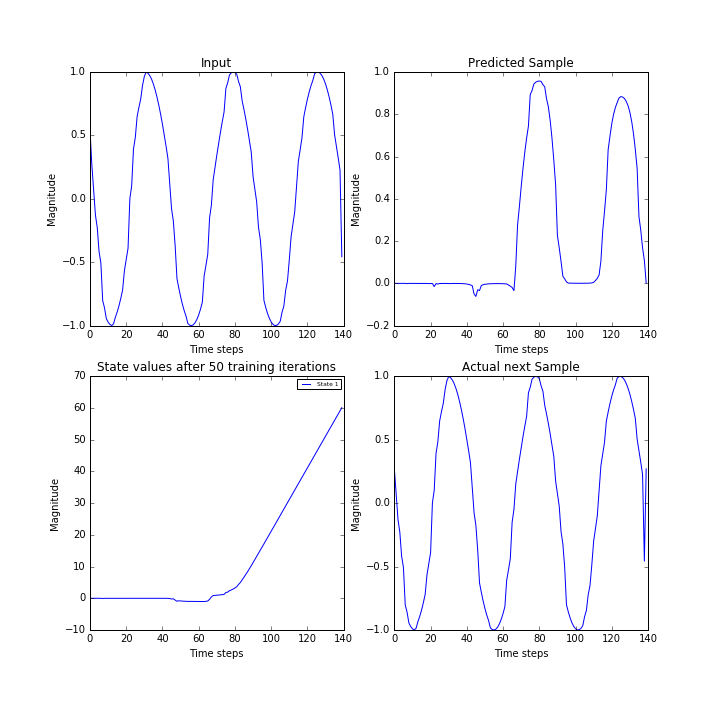 Input
1.0
0.5
0.0
−0.5
−1.0
Magnitude
0 20 40 60 80 100 120 140
Time steps
Predicted Sample
1.0
0.8
0.6
0.4
0.2
0.0
−0.2
Magnitude
0 20 40 60 80 100 120 140
Time steps
State values after 50 training iterations
70
60
50
40
30
20
10
0
−10
Magnitude
State 1
0 20 40 60 80 100 120 140
Time steps
Actual next Sample
1.0
0.5
0.0
−0.5
−1.0
Magnitude
0 20 40 60 80 100 120 140
Time steps